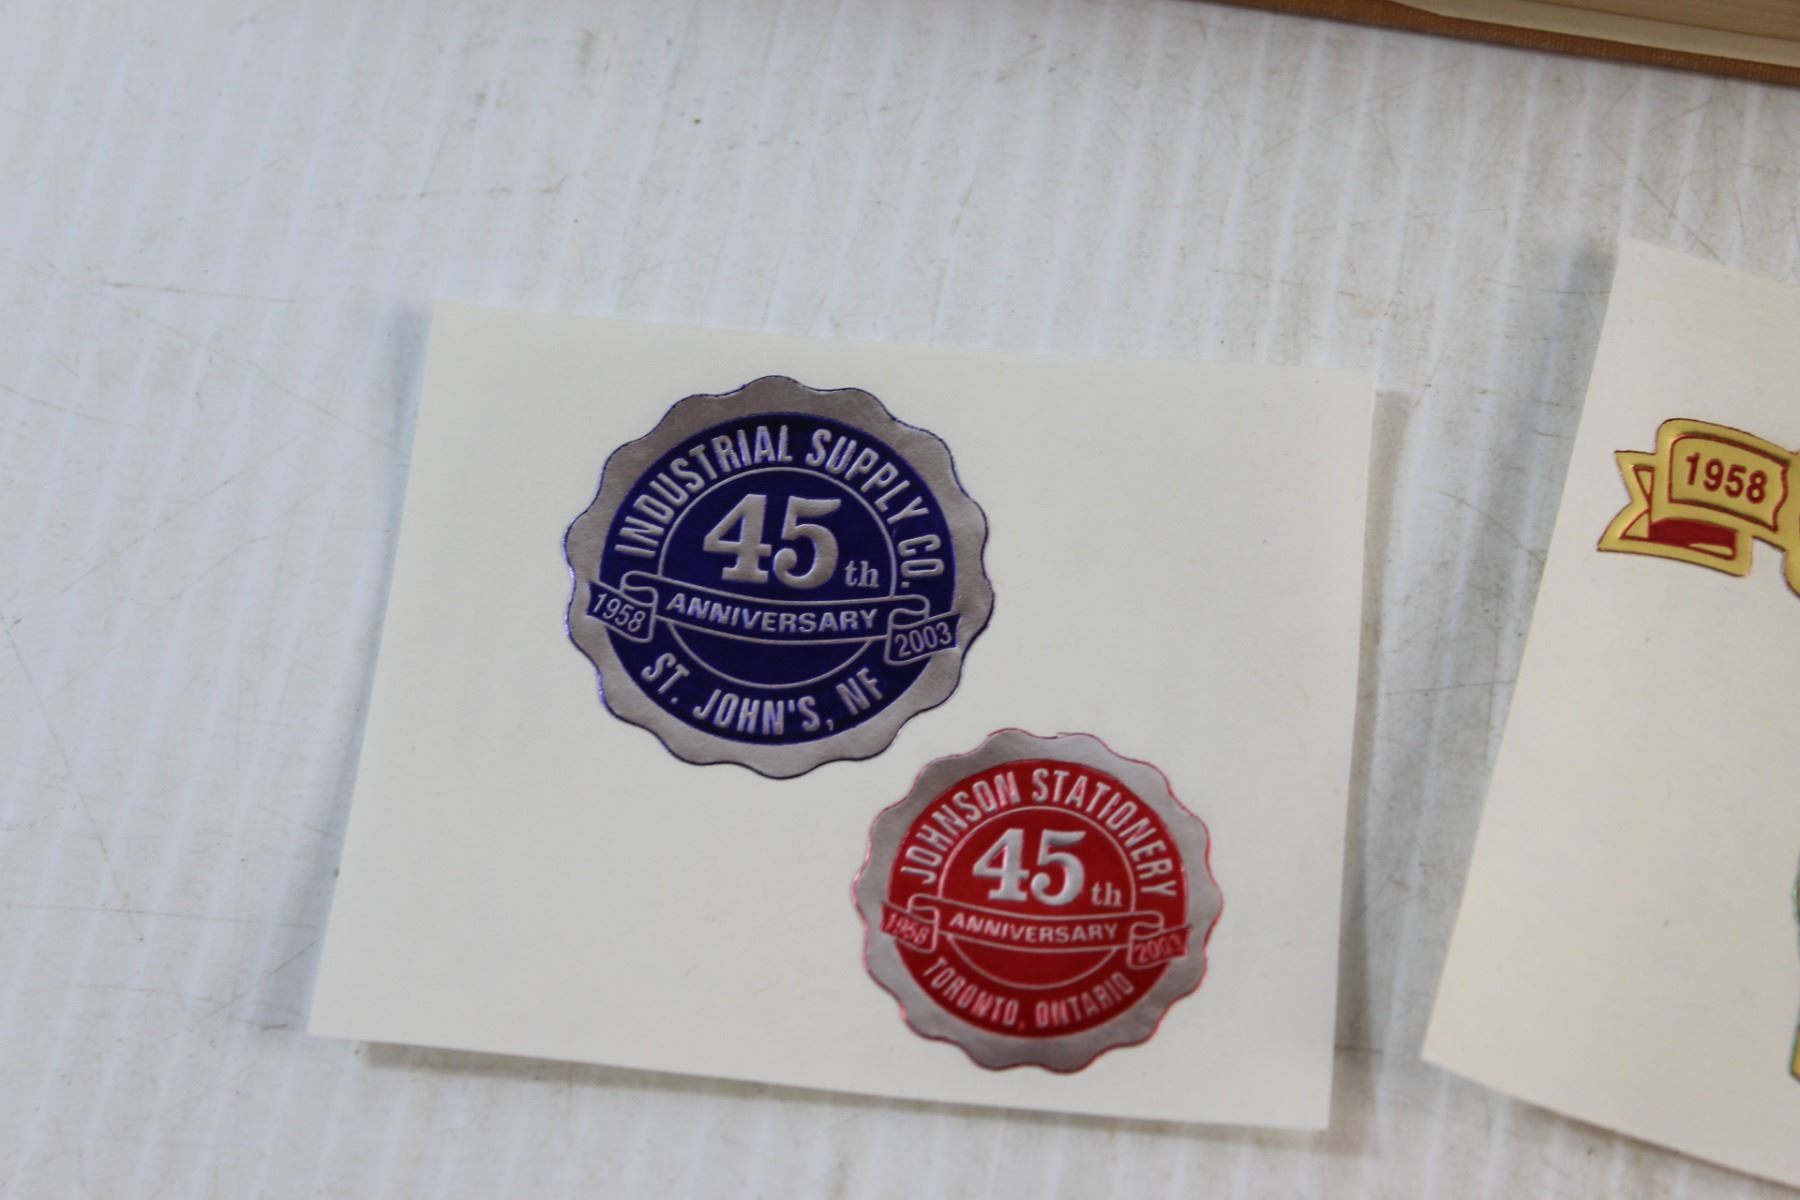 INDUSTRIAL SUPPLY CO.
45th
ANNIVERSARY
1958 2003
ST. JOHN'S, NF
JOHNSON STATIONERY
45th
ANNIVERSARY
1958 2003
TORONTO, ONTARIO
1958